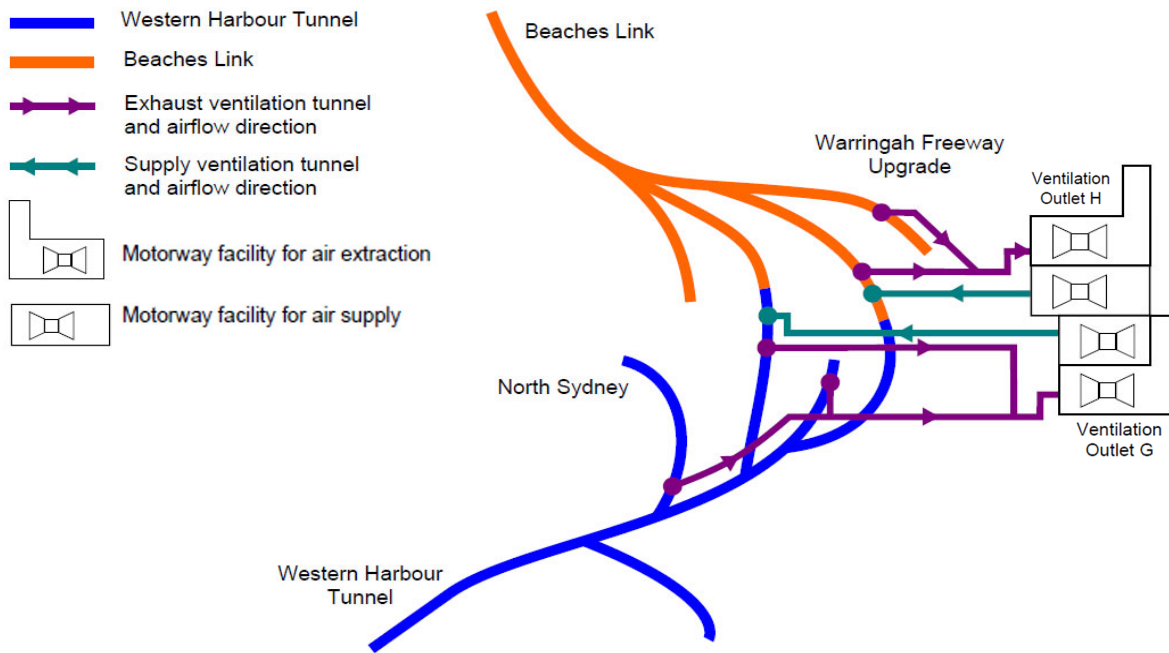 Western Harbour Tunnel
Beaches Link
Exhaust ventilation tunnel
and airflow direction
Supply ventilation tunnel
and airflow direction
Motorway facility for air extraction
Motorway facility for air supply
Beaches Link
Warringah Freeway
Upgrade
Ventilation
Outlet H
North Sydney
Ventilation
Outlet G
Western Harbour
Tunnel